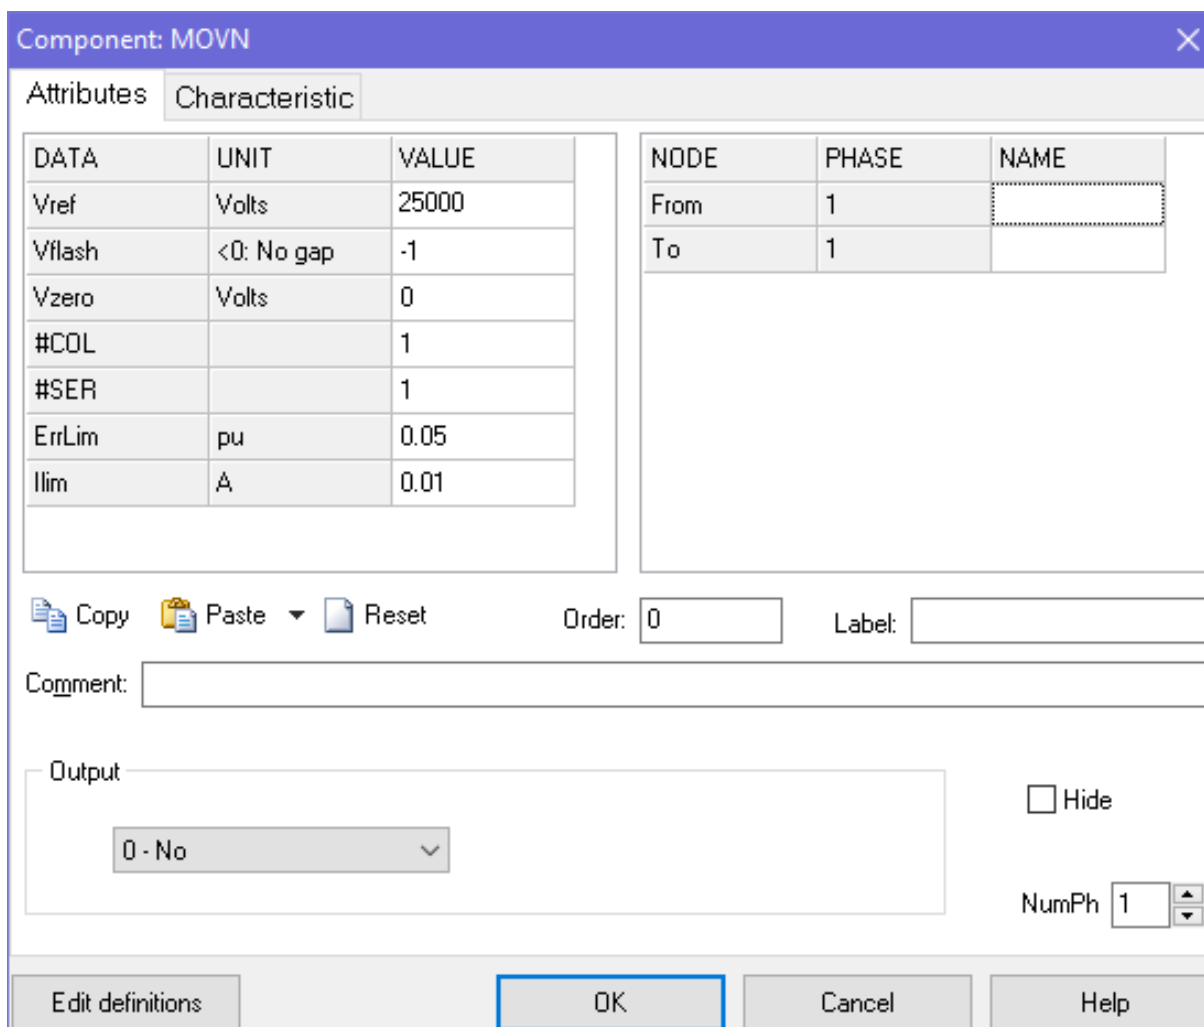 Component: MOVN
Attributes Characteristic
DATA UNIT VALUE
Vref Volts 25000
Vflash <0: No gap -1
Vzero Volts 0
#COL 1
#SER 1
ErrLim pu 0.05
Ilim A 0.01
NODE PHASE NAME
From 1
To 1
Copy Paste Reset Order: 0 Label:
Comment:
Output
0 - No
Hide
NumPh 1
Edit definitions OK Cancel Help